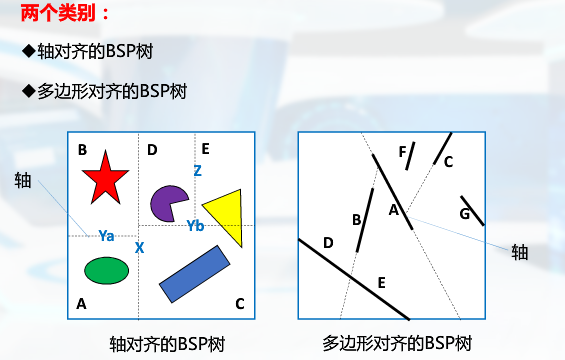 两个类别：
◆轴对齐的BSP树
◆多边形对齐的BSP树
B D E
Z
轴
Ya
Yb
X
A C
F C
A G
B
D
E
轴
轴对齐的BSP树
多边形对齐的BSP树